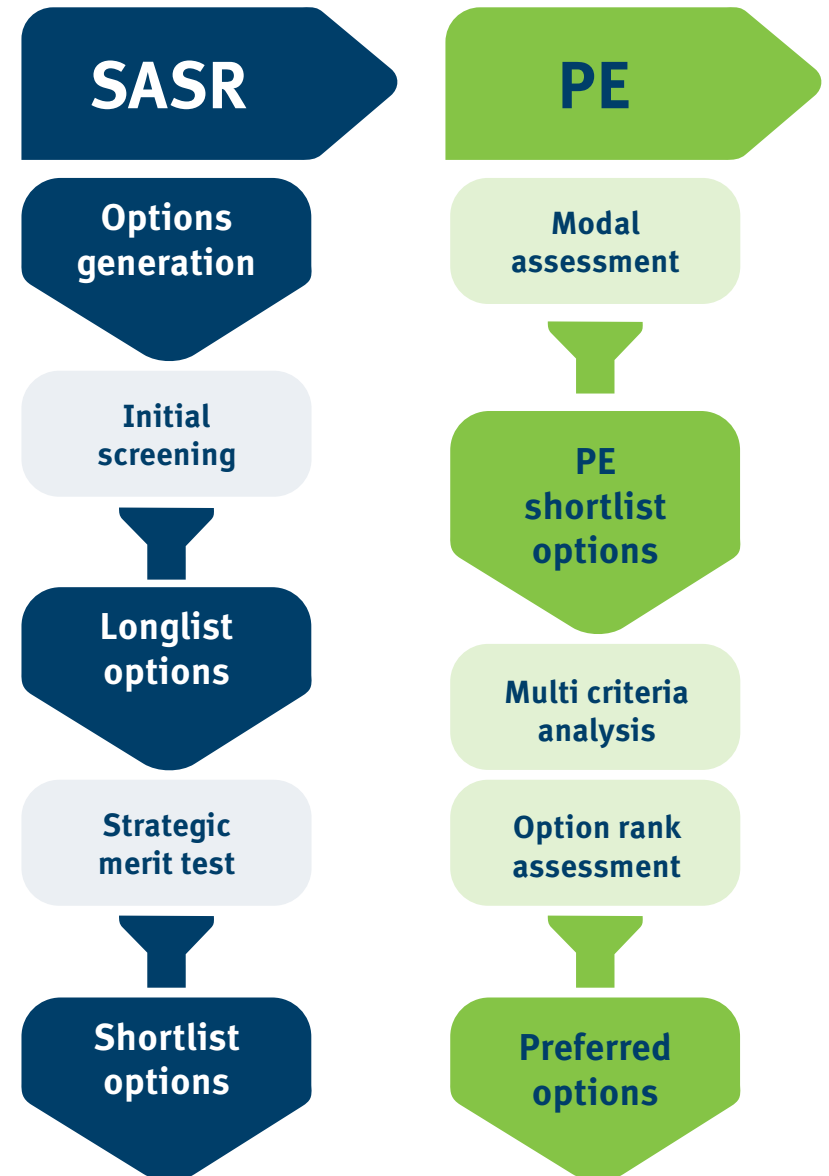 SASR
Options
generation
Initial
screening
Longlist
options
Strategic
merit test
Shortlist
options
PE
Modal
assessment
PE
shortlist
options
Multi criteria
analysis
Option rank
assessment
Preferred
options